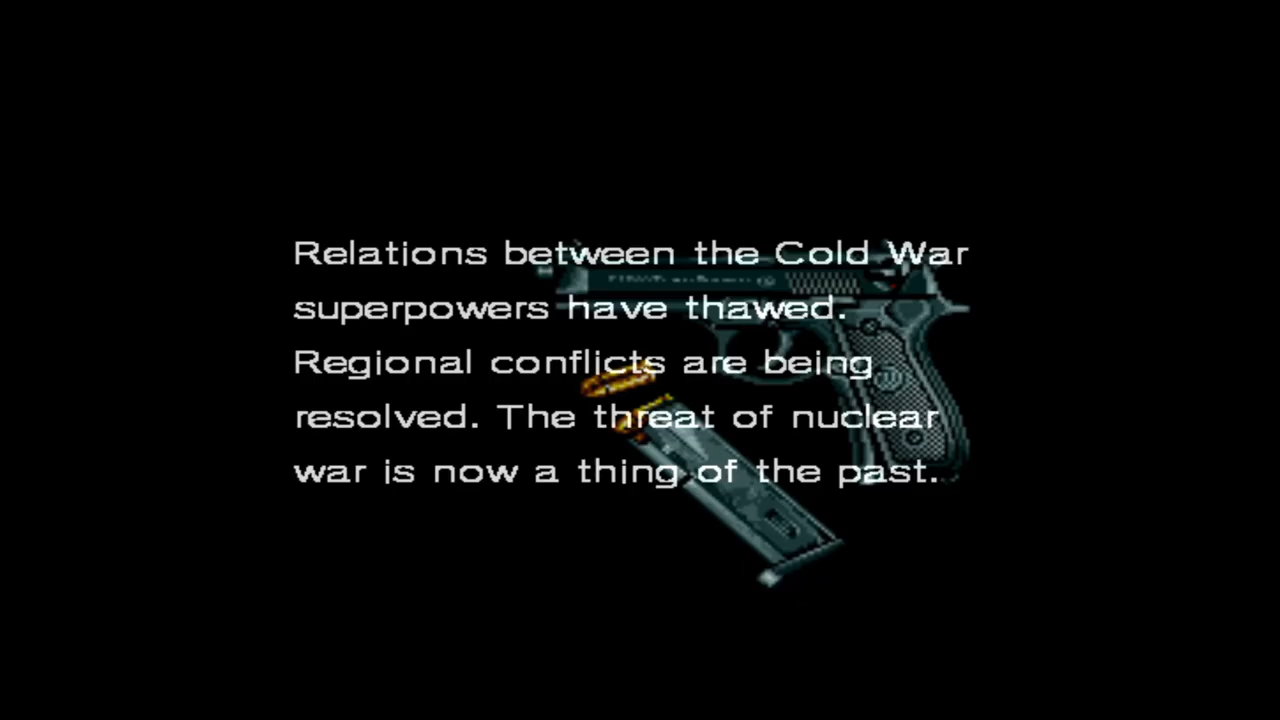 Relations between the Cold War
superpowers have thawed.
Regional conflicts are being
resolved. The threat of nuclear
war is now a thing of the past.